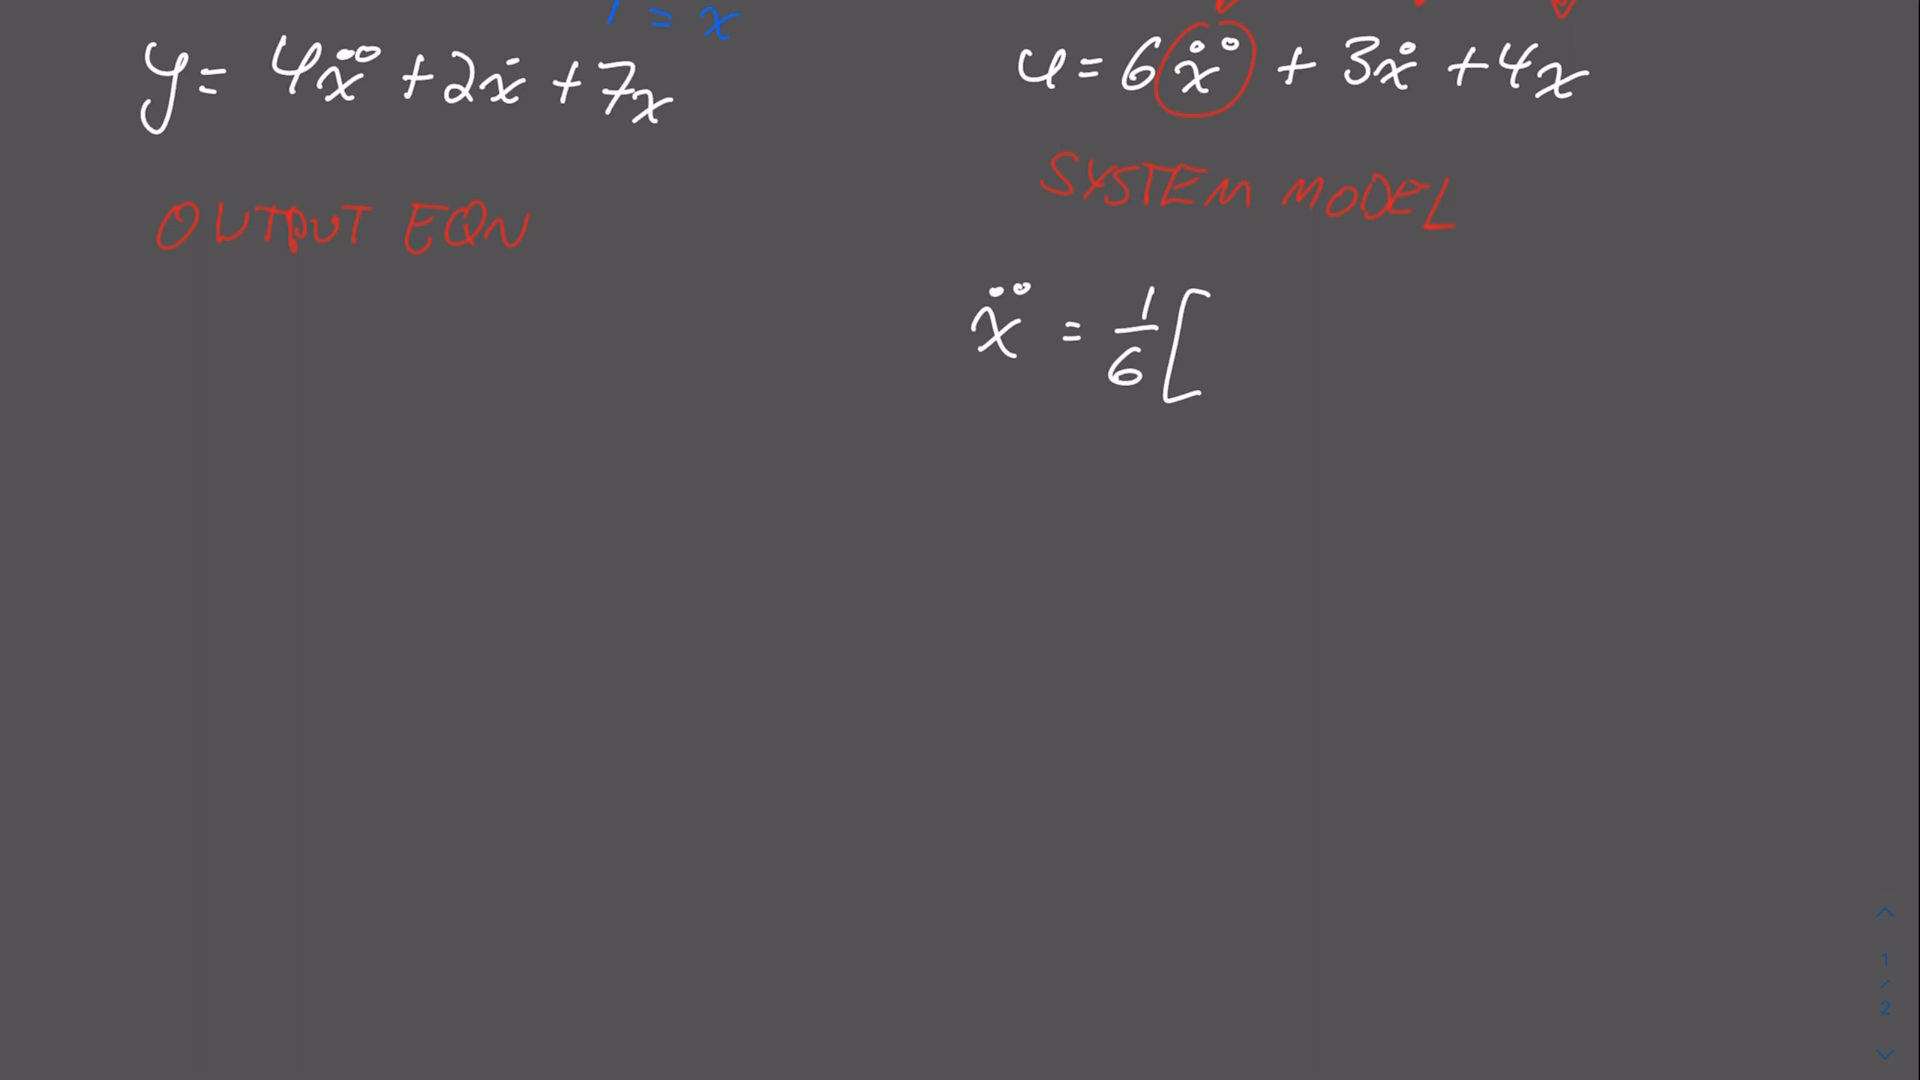 = x
y = 4ẍ + 2ẋ + 7x
OUTPUT EQN
u = 6ẍ + 3ẋ + 4x
SYSTEM MODEL
ẍ = 1/6 [
1
/
2